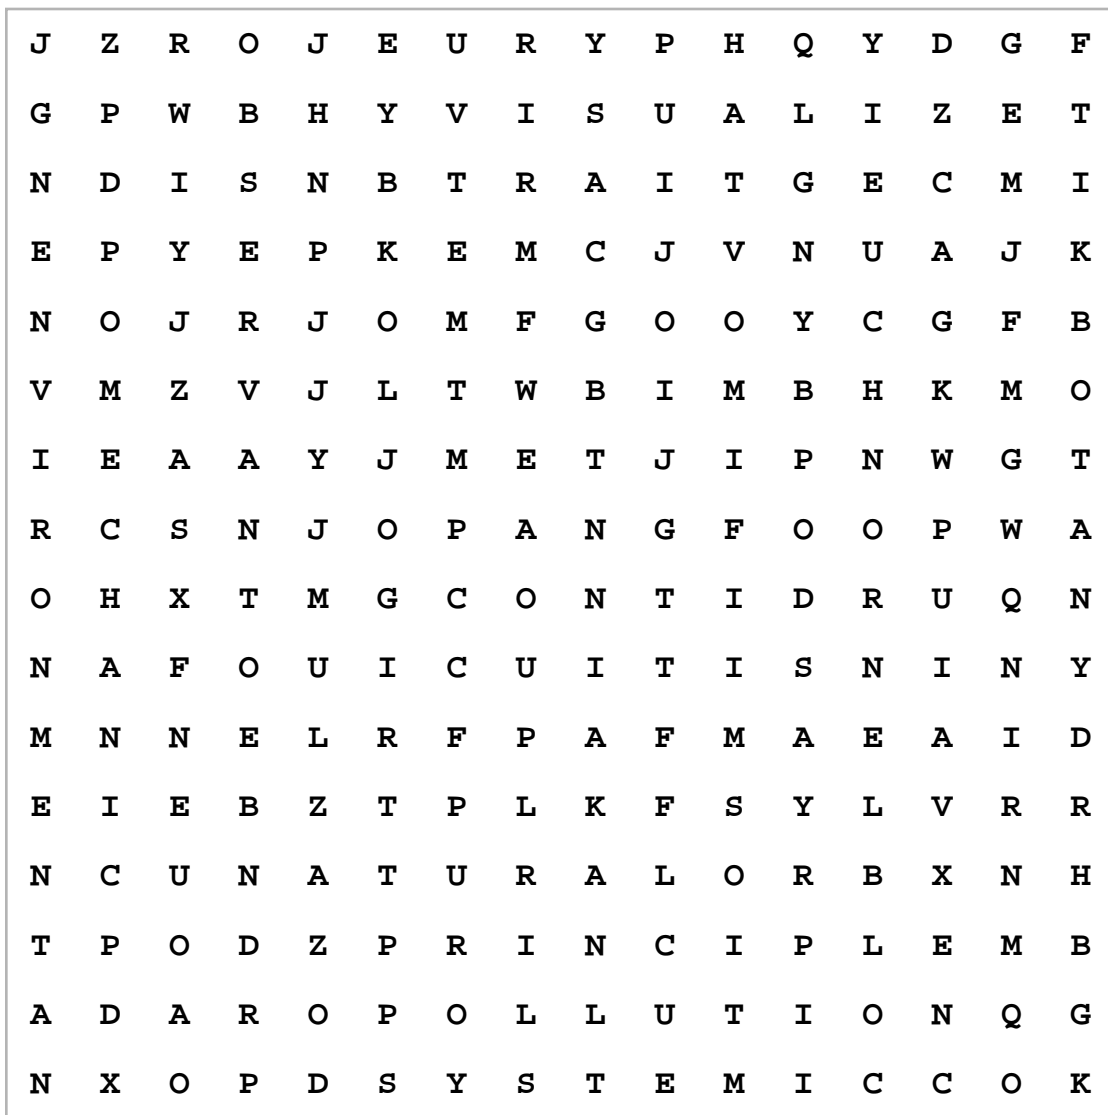 J Z R O J E U R Y P H Q Y D G F
G P W B H Y V I S U A L I Z E T
N D I S N B T R A I T G E C M I
E P Y E P K E M C J V N U A J K
N O J R J O M F G O O Y C G F B
V M Z V J L T W B I M B H K M O
I E A A Y J M E T J I P N W G T
R C S N J O P A N G F O O P W A
O H X T M G C O N T I D R U Q N
N A F O U I C U I T I S N I N Y
M N N E L R F P A F M A E A I D
E I E B Z T P L K F S Y L V R R
N C U N A T U R A L O R B X N H
T P O D Z P R I N C I P L E M B
A D A R O P O L L U T I O N Q G
N X O P D S Y S T E M I C C O K